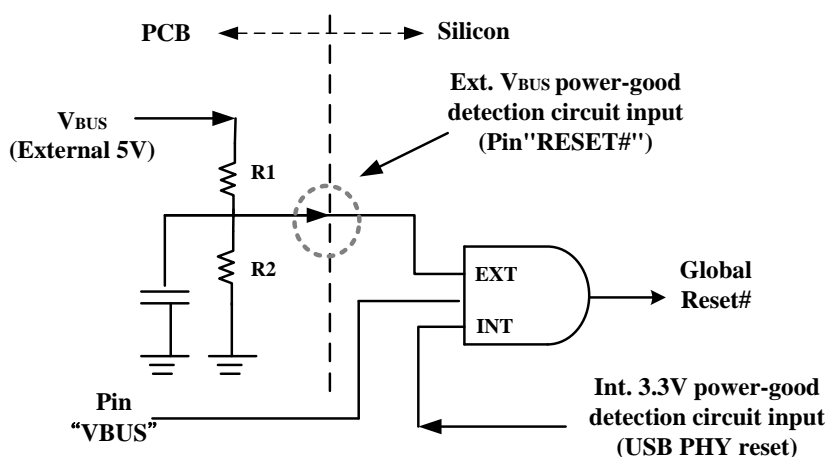 PCB
Silicon
Ext. VBUS power-good
detection circuit input
(Pin"RESET#")
VBUS
(External 5V)
R1
R2
EXT
INT
Global
Reset#
Pin
“VBUS”
Int. 3.3V power-good
detection circuit input
(USB PHY reset)